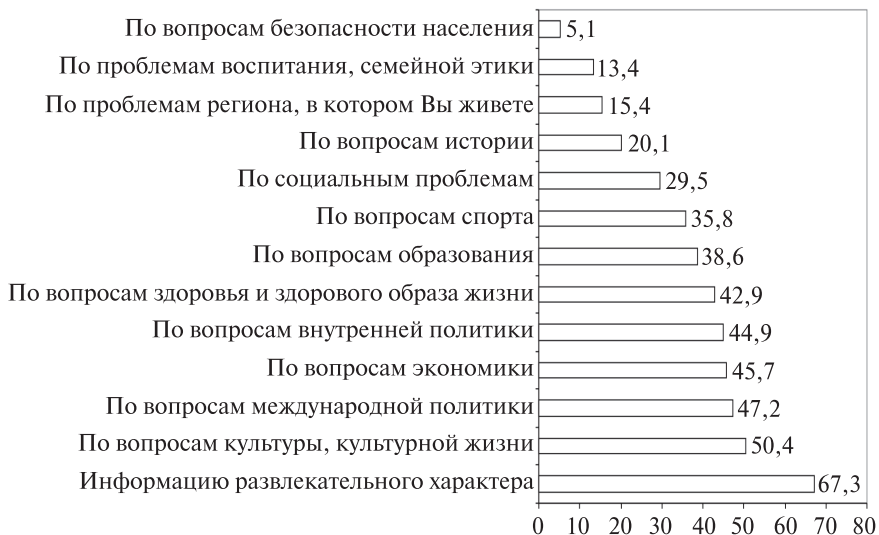 По вопросам безопасности населения 5,1
По проблемам воспитания, семейной этики 13,4
По проблемам региона, в котором Вы живете 15,4
По вопросам истории 20,1
По социальным проблемам 29,5
По вопросам спорта 35,8
По вопросам образования 38,6
По вопросам здоровья и здорового образа жизни 42,9
По вопросам внутренней политики 44,9
По вопросам экономики 45,7
По вопросам международной политики 47,2
По вопросам культуры, культурной жизни 50,4
Информацию развлекательного характера 67,3
0 10 20 30 40 50 60 70 80